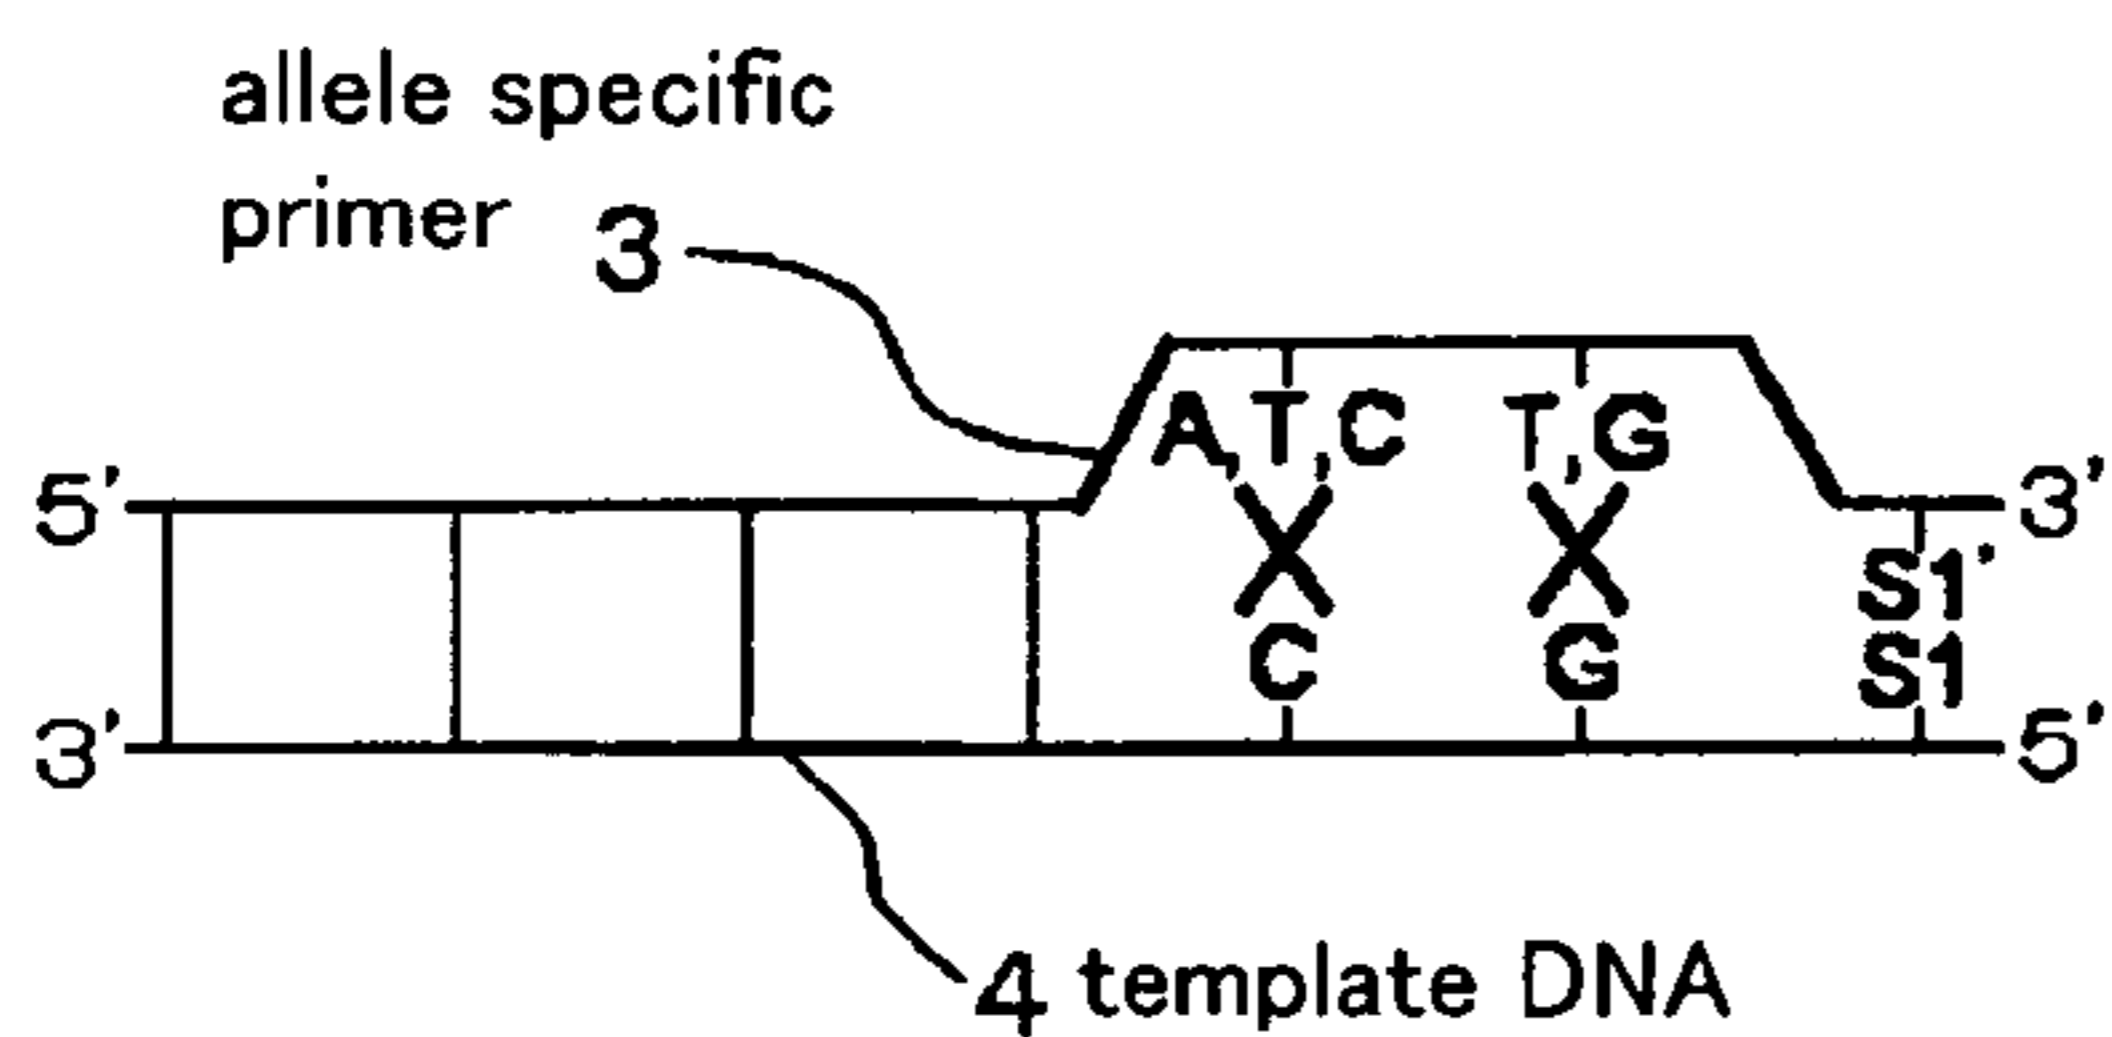 allele specific
primer 3
A,T,C T,G
5' 3'
S1'
C G S1
3' 5'
4 template DNA